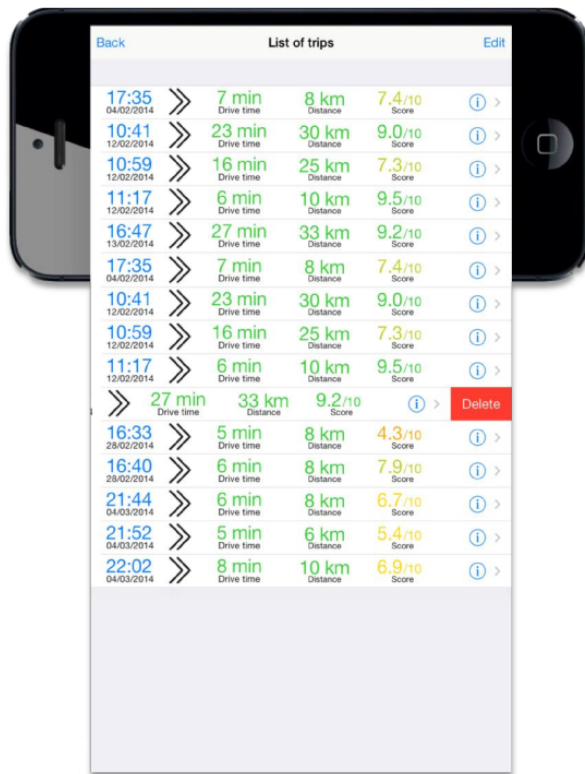 Back List of trips Edit
17:35 7 min 8 km 7.4/10
04/02/2014 Drive time Distance Score
10:41 23 min 30 km 9.0/10
12/02/2014 Drive time Distance Score
10:59 16 min 25 km 7.3/10
12/02/2014 Drive time Distance Score
11:17 6 min 10 km 9.5/10
12/02/2014 Drive time Distance Score
16:47 27 min 33 km 9.2/10
13/02/2014 Drive time Distance Score
17:35 7 min 8 km 7.4/10
04/02/2014 Drive time Distance Score
10:41 23 min 30 km 9.0/10
12/02/2014 Drive time Distance Score
10:59 16 min 25 km 7.3/10
12/02/2014 Drive time Distance Score
11:17 6 min 10 km 9.5/10
12/02/2014 Drive time Distance Score
27 min 33 km 9.2/10 Delete
Drive time Distance Score
16:33 5 min 8 km 4.3/10
28/02/2014 Drive time Distance Score
16:40 6 min 8 km 7.9/10
28/02/2014 Drive time Distance Score
21:44 6 min 8 km 6.7/10
04/03/2014 Drive time Distance Score
21:52 5 min 6 km 5.4/10
04/03/2014 Drive time Distance Score
22:02 8 min 10 km 6.9/10
04/03/2014 Drive time Distance Score